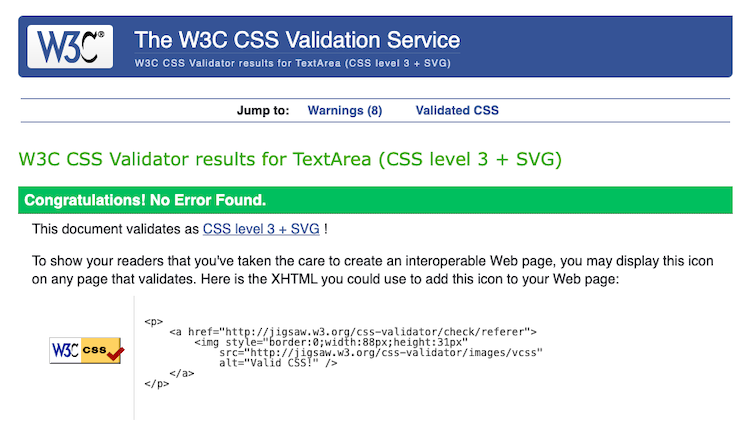 W3C®
The W3C CSS Validation Service
W3C CSS Validator results for TextArea (CSS level 3 + SVG)
Jump to: Warnings (8) Validated CSS
W3C CSS Validator results for TextArea (CSS level 3 + SVG)
Congratulations! No Error Found.
This document validates as CSS level 3 + SVG !
To show your readers that you've taken the care to create an interoperable Web page, you may display this icon
on any page that validates. Here is the XHTML you could use to add this icon to your Web page:
W3C css
<p>
    <a href="http://jigsaw.w3.org/css-validator/check/referer">
        <img style="border:0;width:88px;height:31px"
            src="http://jigsaw.w3.org/css-validator/images/vcss"
            alt="Valid CSS!" />
    </a>
</p>